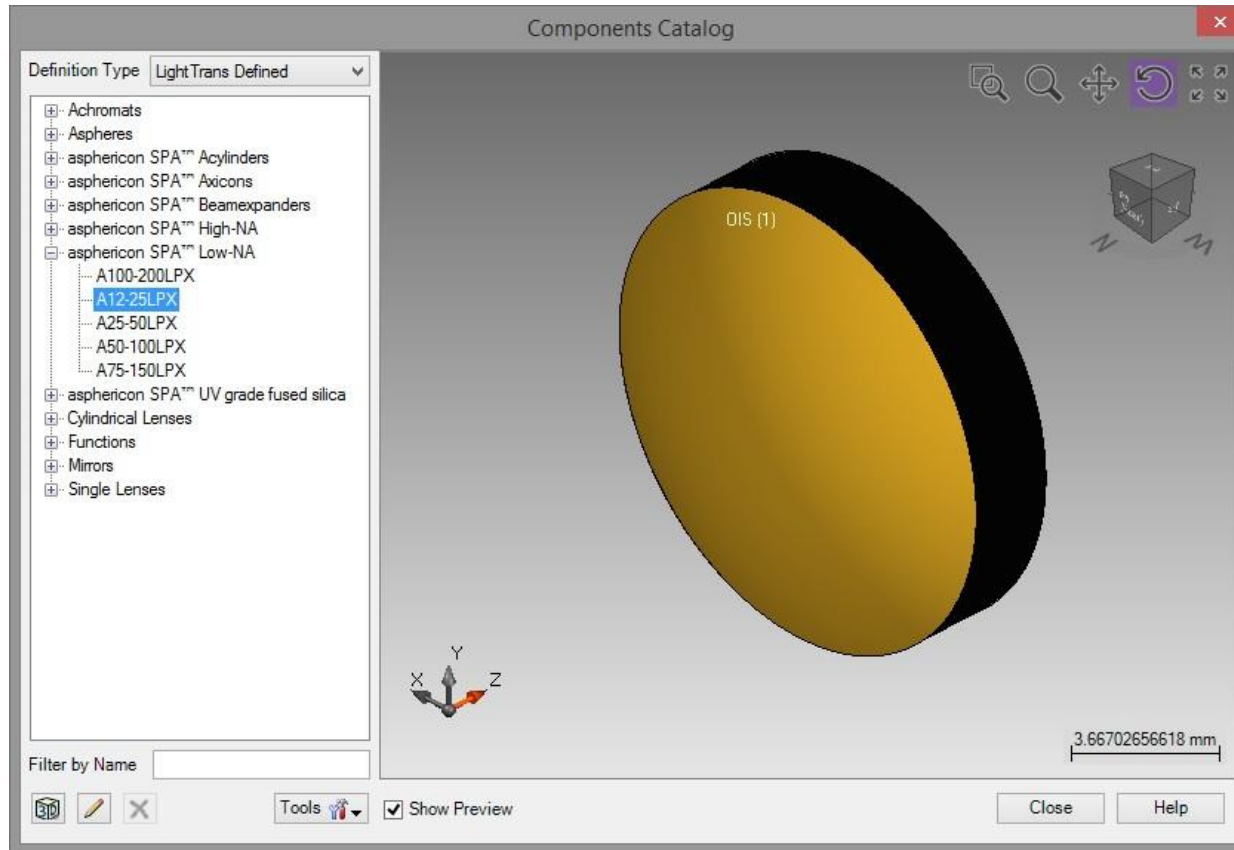 Components Catalog
Definition Type LightTrans Defined
Achromats
Aspheres
asphericon SPA™ Acylinders
asphericon SPA™ Axicons
asphericon SPA™ Beamexpanders
asphericon SPA™ High-NA
asphericon SPA™ Low-NA
A100-200LPX
A12-25LPX
A25-50LPX
A50-100LPX
A75-150LPX
asphericon SPA™ UV grade fused silica
Cylindrical Lenses
Functions
Mirrors
Single Lenses
OIS (1)
Y
X Z
3.66702656618 mm
Filter by Name
3D
Tools
Show Preview
Close
Help